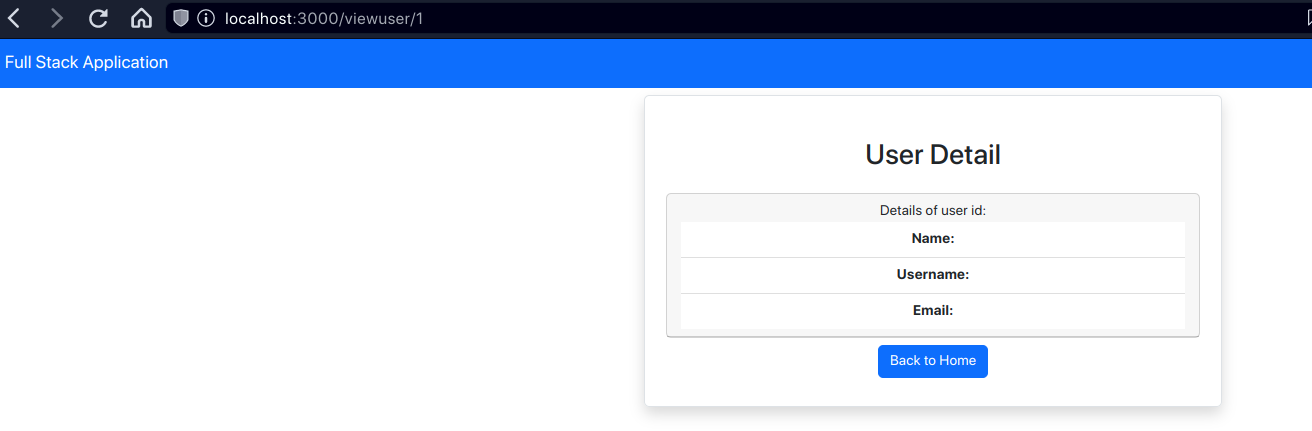 localhost:3000/viewuser/1
Full Stack Application
User Detail
Details of user id:
Name:
Username:
Email:
Back to Home